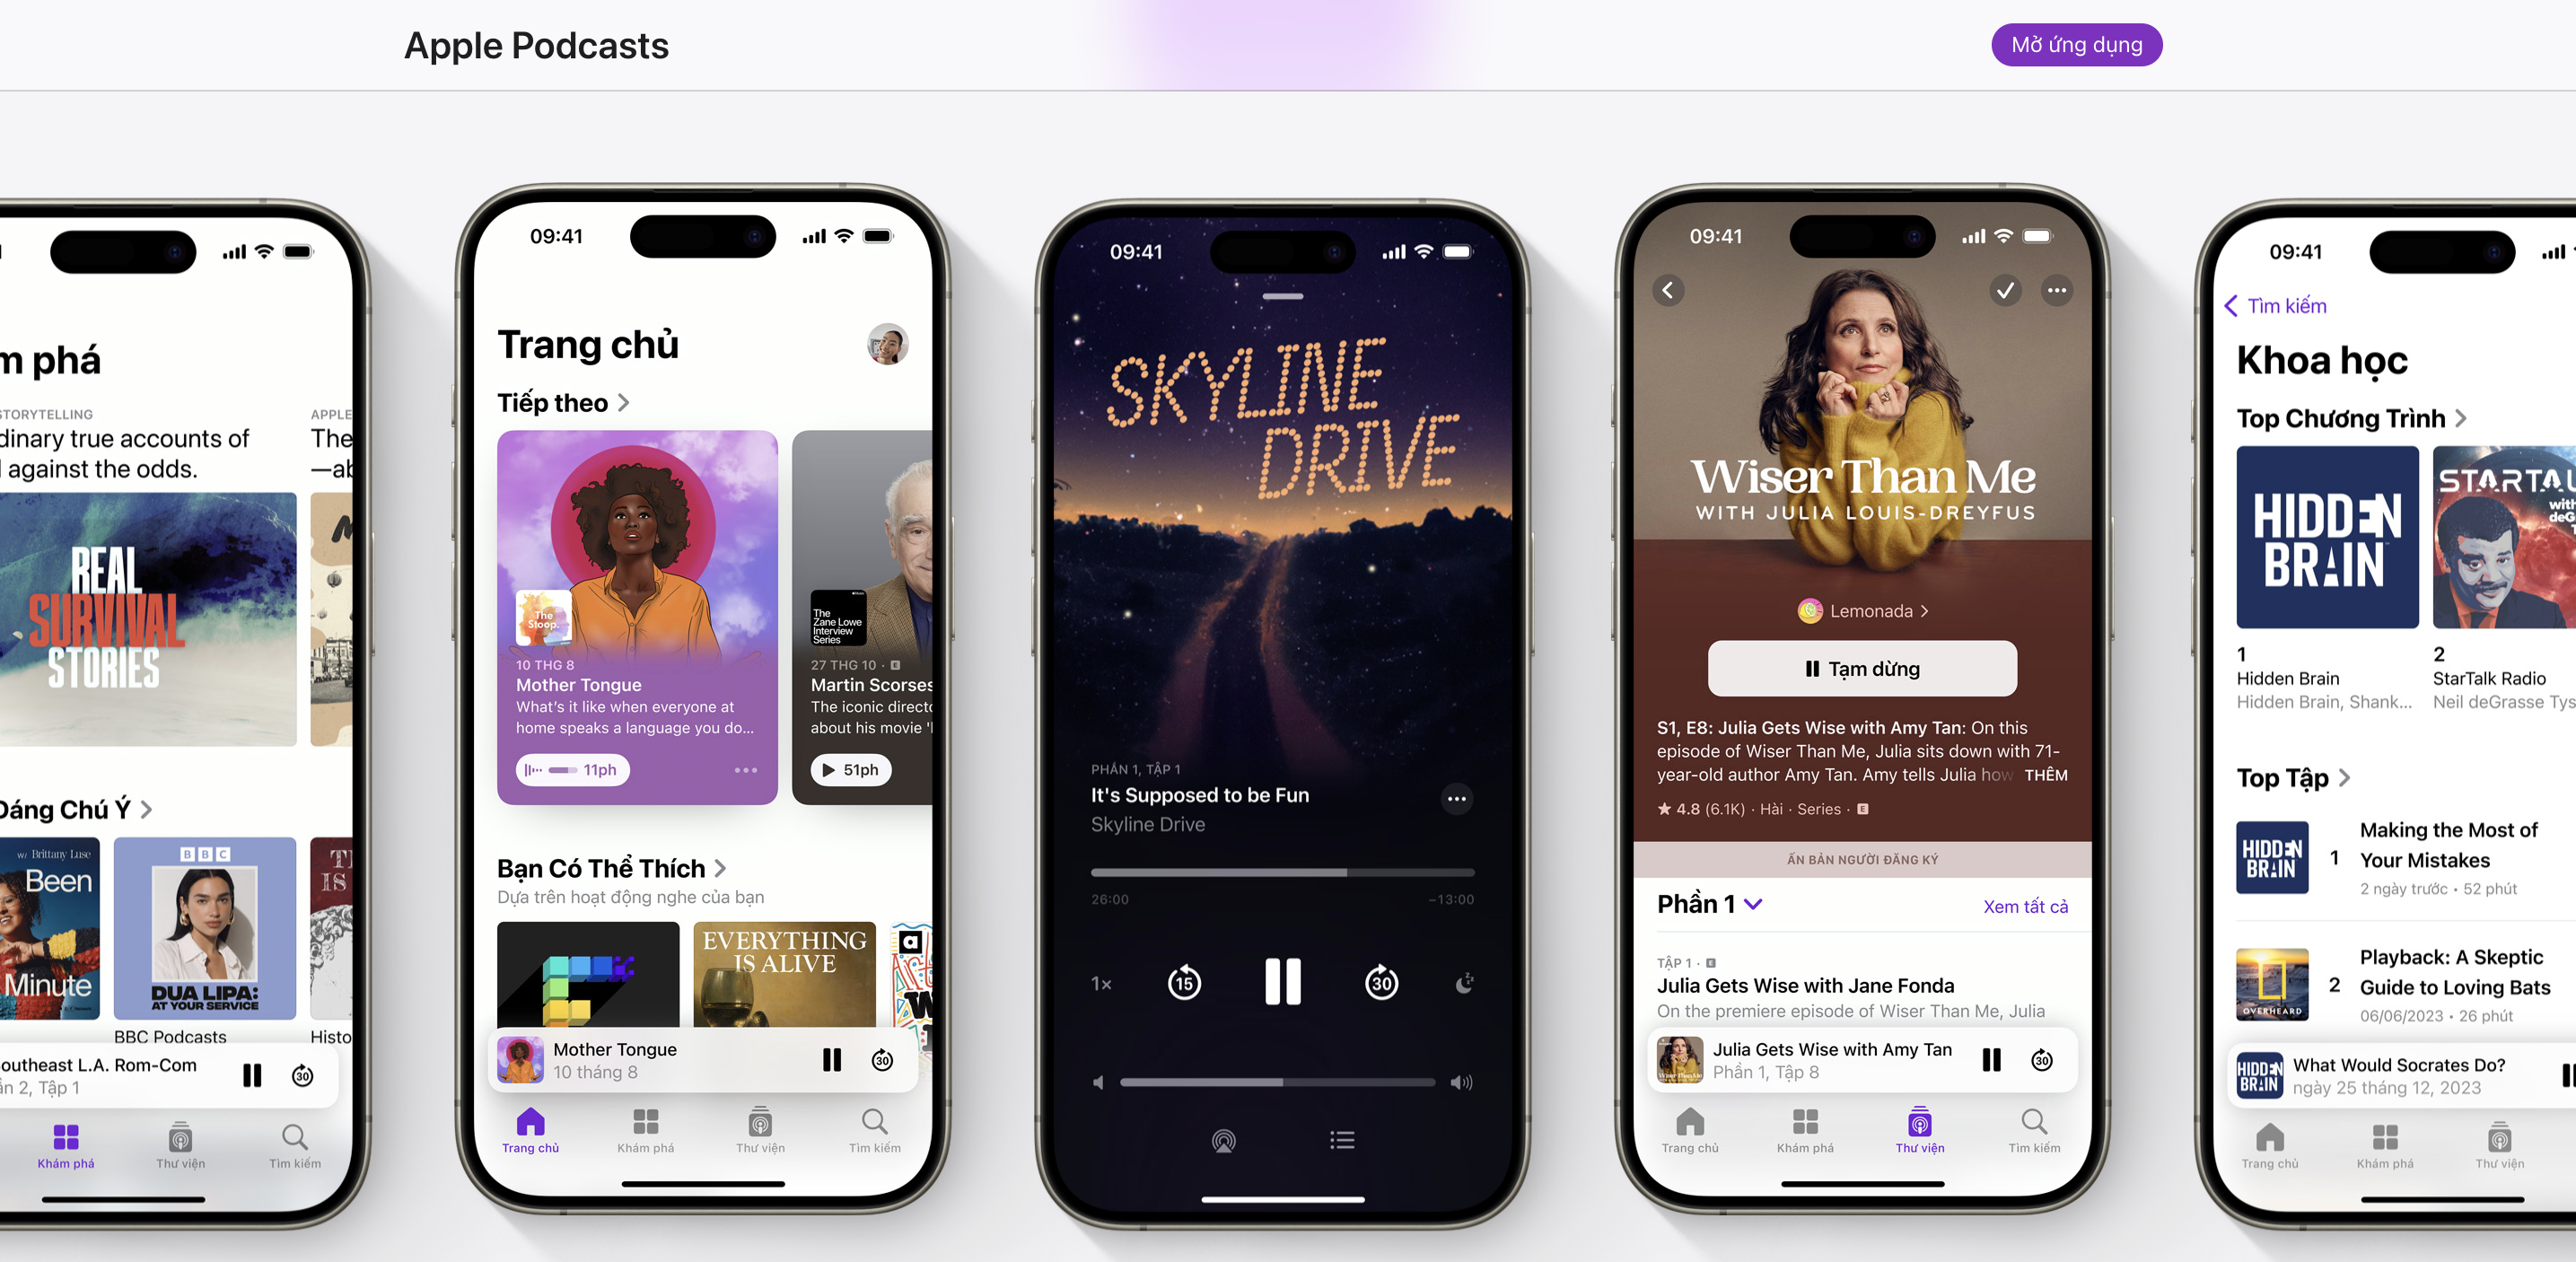 Apple Podcasts
Mở ứng dụng
m phá
STORYTELLING
dinary true accounts of
against the odds.
APPLE
The
—ab
REAL
SURVIVAL
STORIES
Đáng Chú Ý
w/ Brittany Luse
Been
Minute
BBC
DUA LIPA:
AT YOUR SERVICE
BBC Podcasts
TH
IS
Histo
outheast L.A. Rom-Com
ần 2, Tập 1
30
Khám phá
Thư viện
Tìm kiếm
09:41
Trang chủ
Tiếp theo
The
Stoop.
10 THG 8
Mother Tongue
What's it like when everyone at
home speaks a language you do...
11ph
The
Zane Lowe
Interview
Series
27 THG 10 · E
Martin Scorses
The iconic directo
about his movie 'l
51ph
Bạn Có Thể Thích
Dựa trên hoạt động nghe của bạn
EVERYTHING
IS ALIVE
a
Mother Tongue
10 tháng 8
30
Trang chủ
Khám phá
Thư viện
Tìm kiếm
09:41
SKYLINE
DRIVE
PHẦN 1, TẬP 1
It's Supposed to be Fun
Skyline Drive
26:00
−13:00
1×
15
30
09:41
Wiser Than Me
WITH JULIA LOUIS-DREYFUS
Lemonada
Tạm dừng
S1, E8: Julia Gets Wise with Amy Tan: On this
episode of Wiser Than Me, Julia sits down with 71-
year-old author Amy Tan. Amy tells Julia how THÊM
4.8 (6.1K) · Hài · Series · E
ẤN BẢN NGƯỜI ĐĂNG KÝ
Phần 1
Xem tất cả
TẬP 1 · E
Julia Gets Wise with Jane Fonda
On the premiere episode of Wiser Than Me, Julia
Julia Gets Wise with Amy Tan
Phần 1, Tập 8
30
Trang chủ
Khám phá
Thư viện
Tìm kiếm
09:41
Tìm kiếm
Khoa học
Top Chương Trình
HIDDEN
BRAIN
STARTAL
with
deG
T
1
Hidden Brain
Hidden Brain, Shank...
2
StarTalk Radio
Neil deGrasse Tys
Top Tập
HIDDEN
BRAIN
1
Making the Most of
Your Mistakes
2 ngày trước • 52 phút
OVERHEARD
2
Playback: A Skeptic
Guide to Loving Bats
06/06/2023 • 26 phút
HIDDEN
BRAIN
What Would Socrates Do?
ngày 25 tháng 12, 2023
Trang chủ
Khám phá
Thư viện